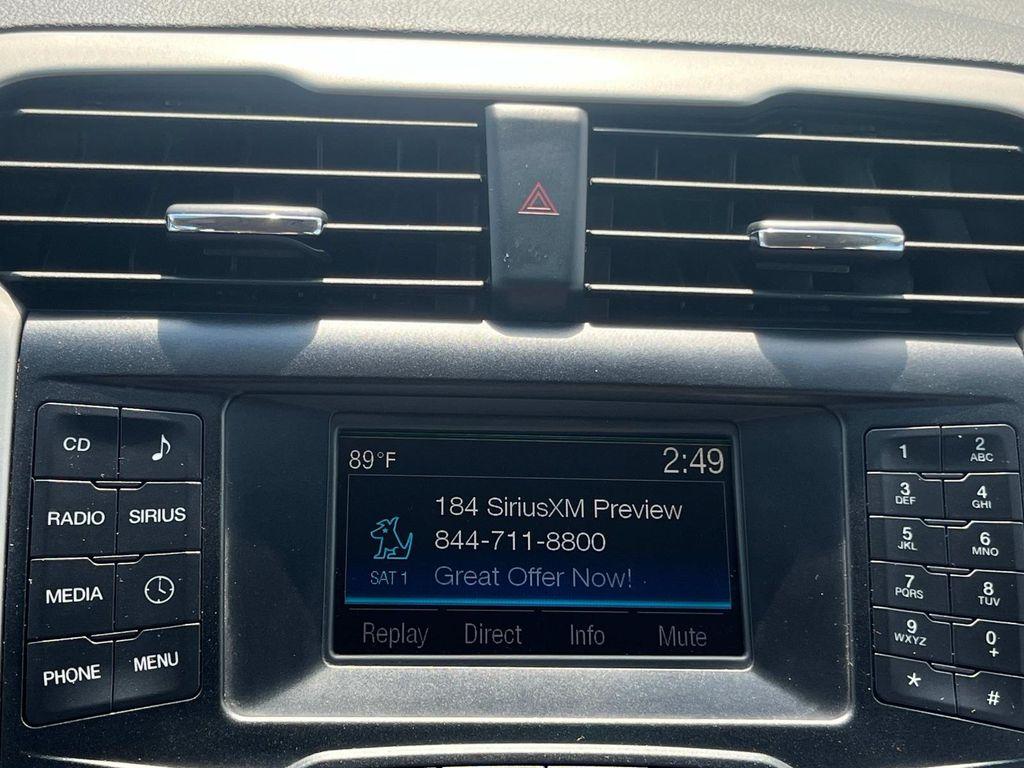 89°F 2:49
184 SiriusXM Preview
844-711-8800
SAT 1 Great Offer Now!
Replay Direct Info Mute
CD
RADIO SIRIUS
MEDIA
PHONE MENU
1 2 ABC
3 DEF 4 GHI
5 JKL 6 MNO
7 PQRS 8 TUV
9 WXYZ 0 +
* #